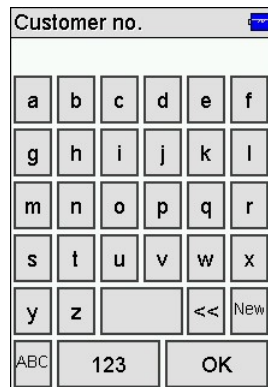 Customer no.
a b c d e f
g h i j k l
m n o p q r
s t u v w x
y z << New
ABC 123 OK